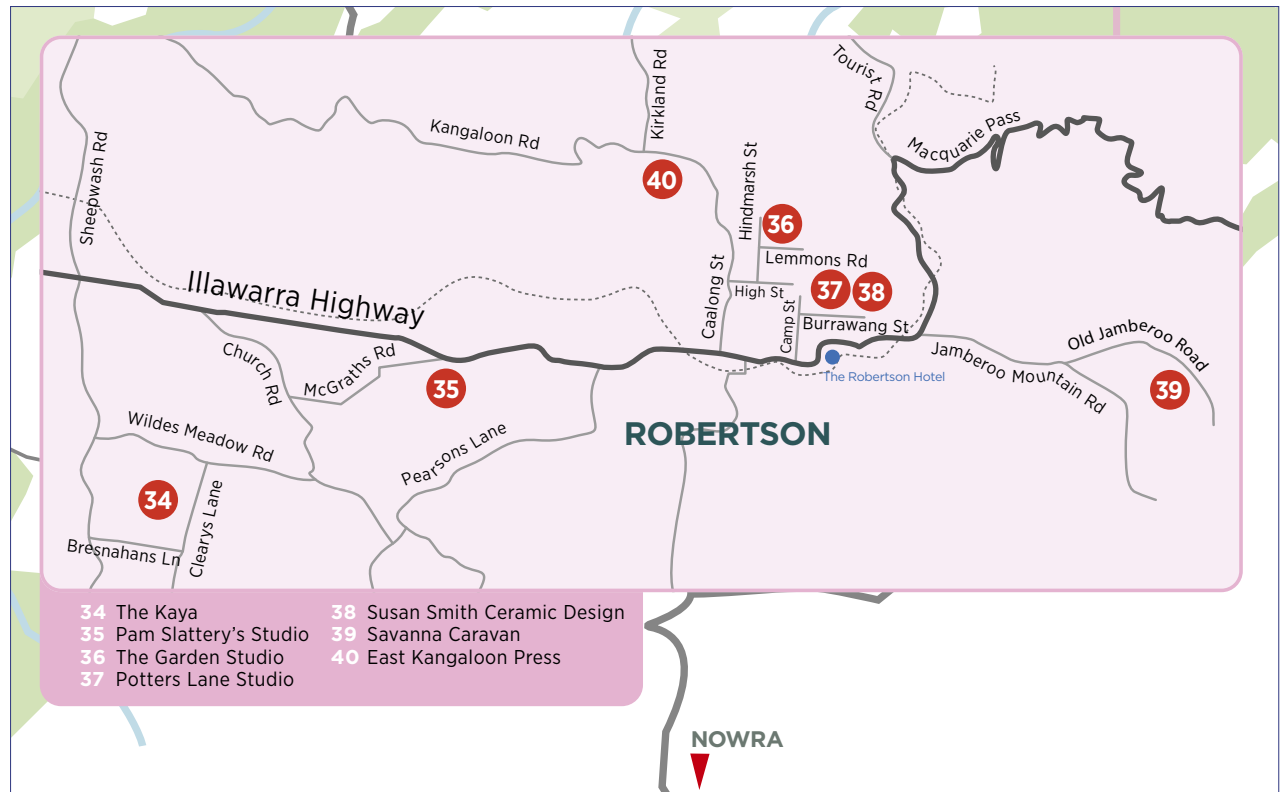 Tourist Rd
Kirkland Rd
Kangaloon Rd
Macquarie Pass
Sheepwash Rd
40
Hindmarsh St
36
Lemmons Rd
Illawarra Highway
Caalong St
High St
37
38
Camp St
Burrawang St
The Robertson Hotel
Jamberoo Mountain Rd
Old Jamberoo Road
39
Church Rd
McGraths Rd
35
ROBERTSON
Wildes Meadow Rd
Pearsons Lane
34
Clearys Lane
Bresnahans Ln
34 The Kaya
35 Pam Slattery's Studio
36 The Garden Studio
37 Potters Lane Studio
38 Susan Smith Ceramic Design
39 Savanna Caravan
40 East Kangaloon Press
NOWRA